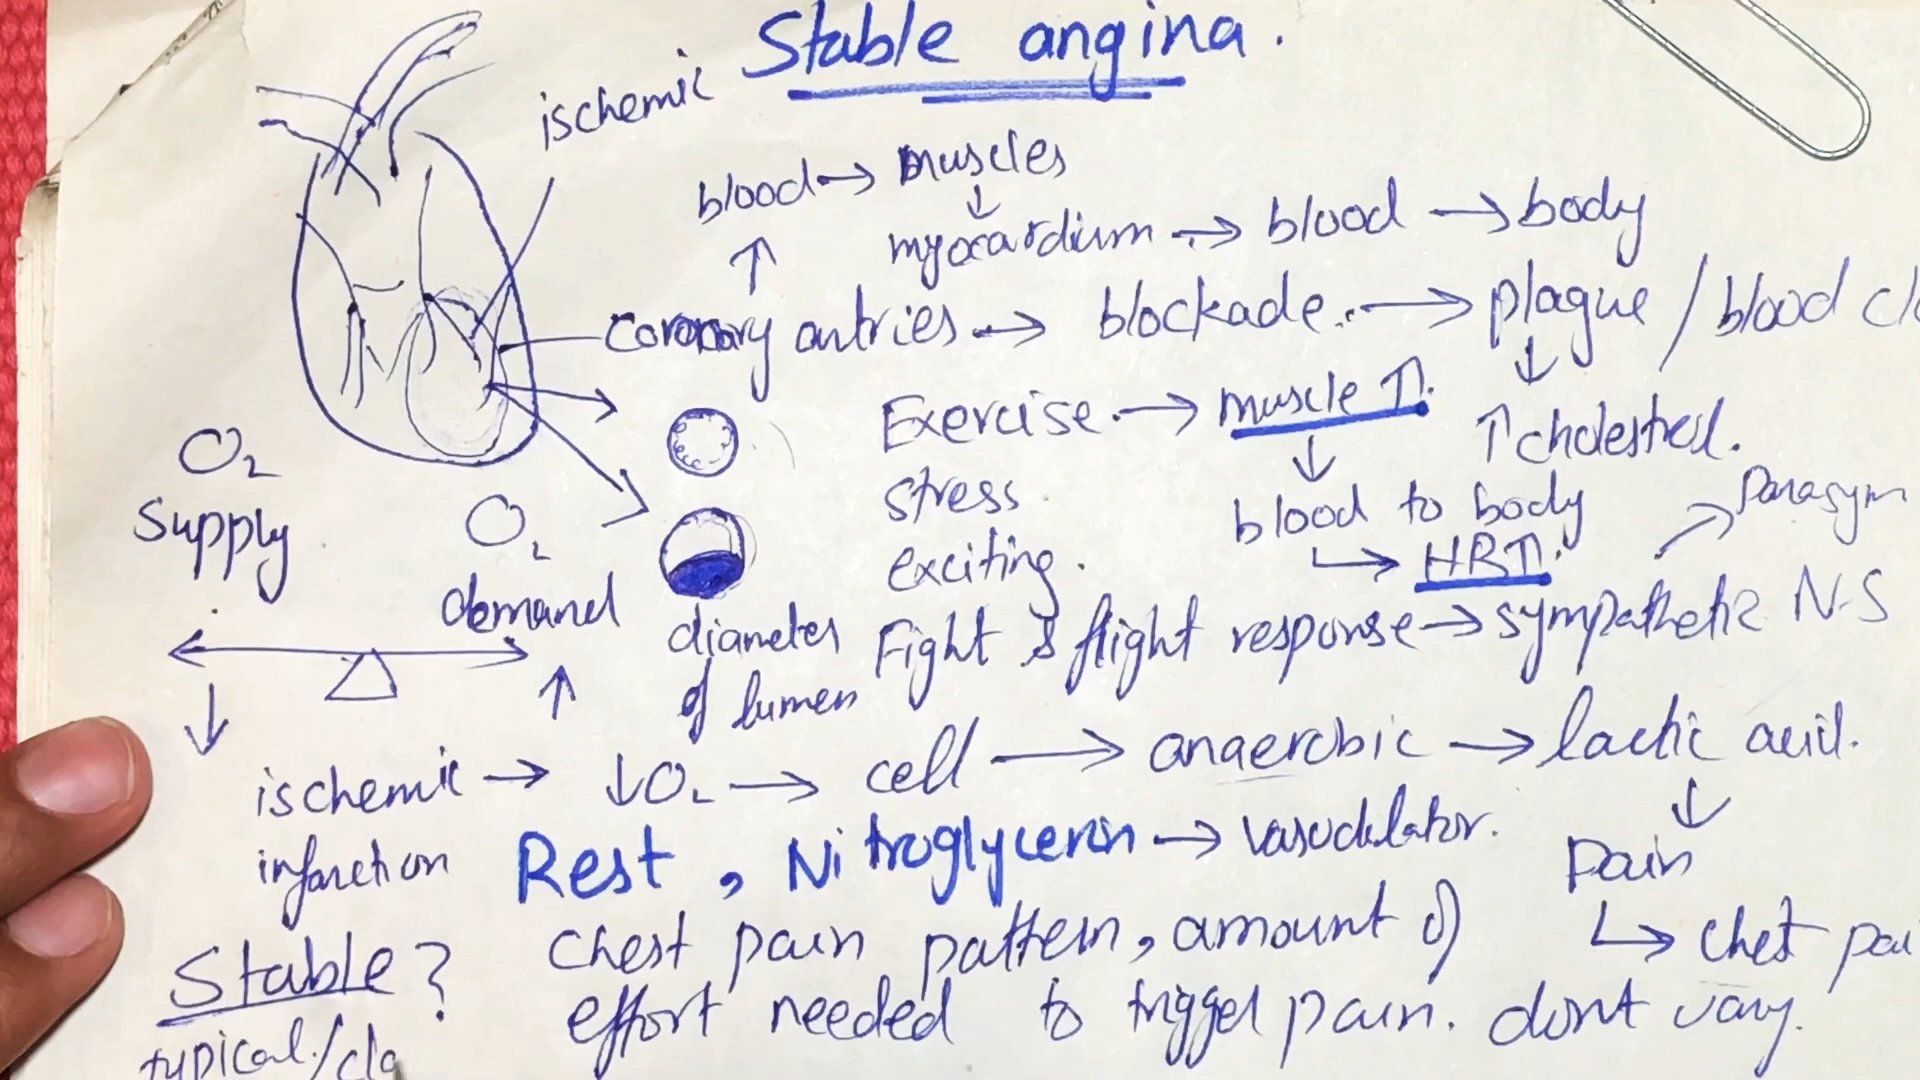 Stable angina.
ischemic
blood → muscles
↓
myocardium → blood → body
↑
coronary artries → blockade → plague / blood clo
↓
Exercise → muscle ↑. ↑ cholestrol.
↓
stress. blood to body
Parasym
exciting. ↳ HR↑.
Fight & flight response → sympathetic N.S
O₂
supply
O₂
demand
↓ ↑
diameter
of lumen
ischemic → ↓O₂ → cell → anaerobic → lactic acid.
infarction
↓
Pain
↳ chest pai
Rest, Nitroglycerin → vasodilator.
Stable?
typical/cla
chest pain pattern, amount of
effort needed to trigger pain. dont vary.